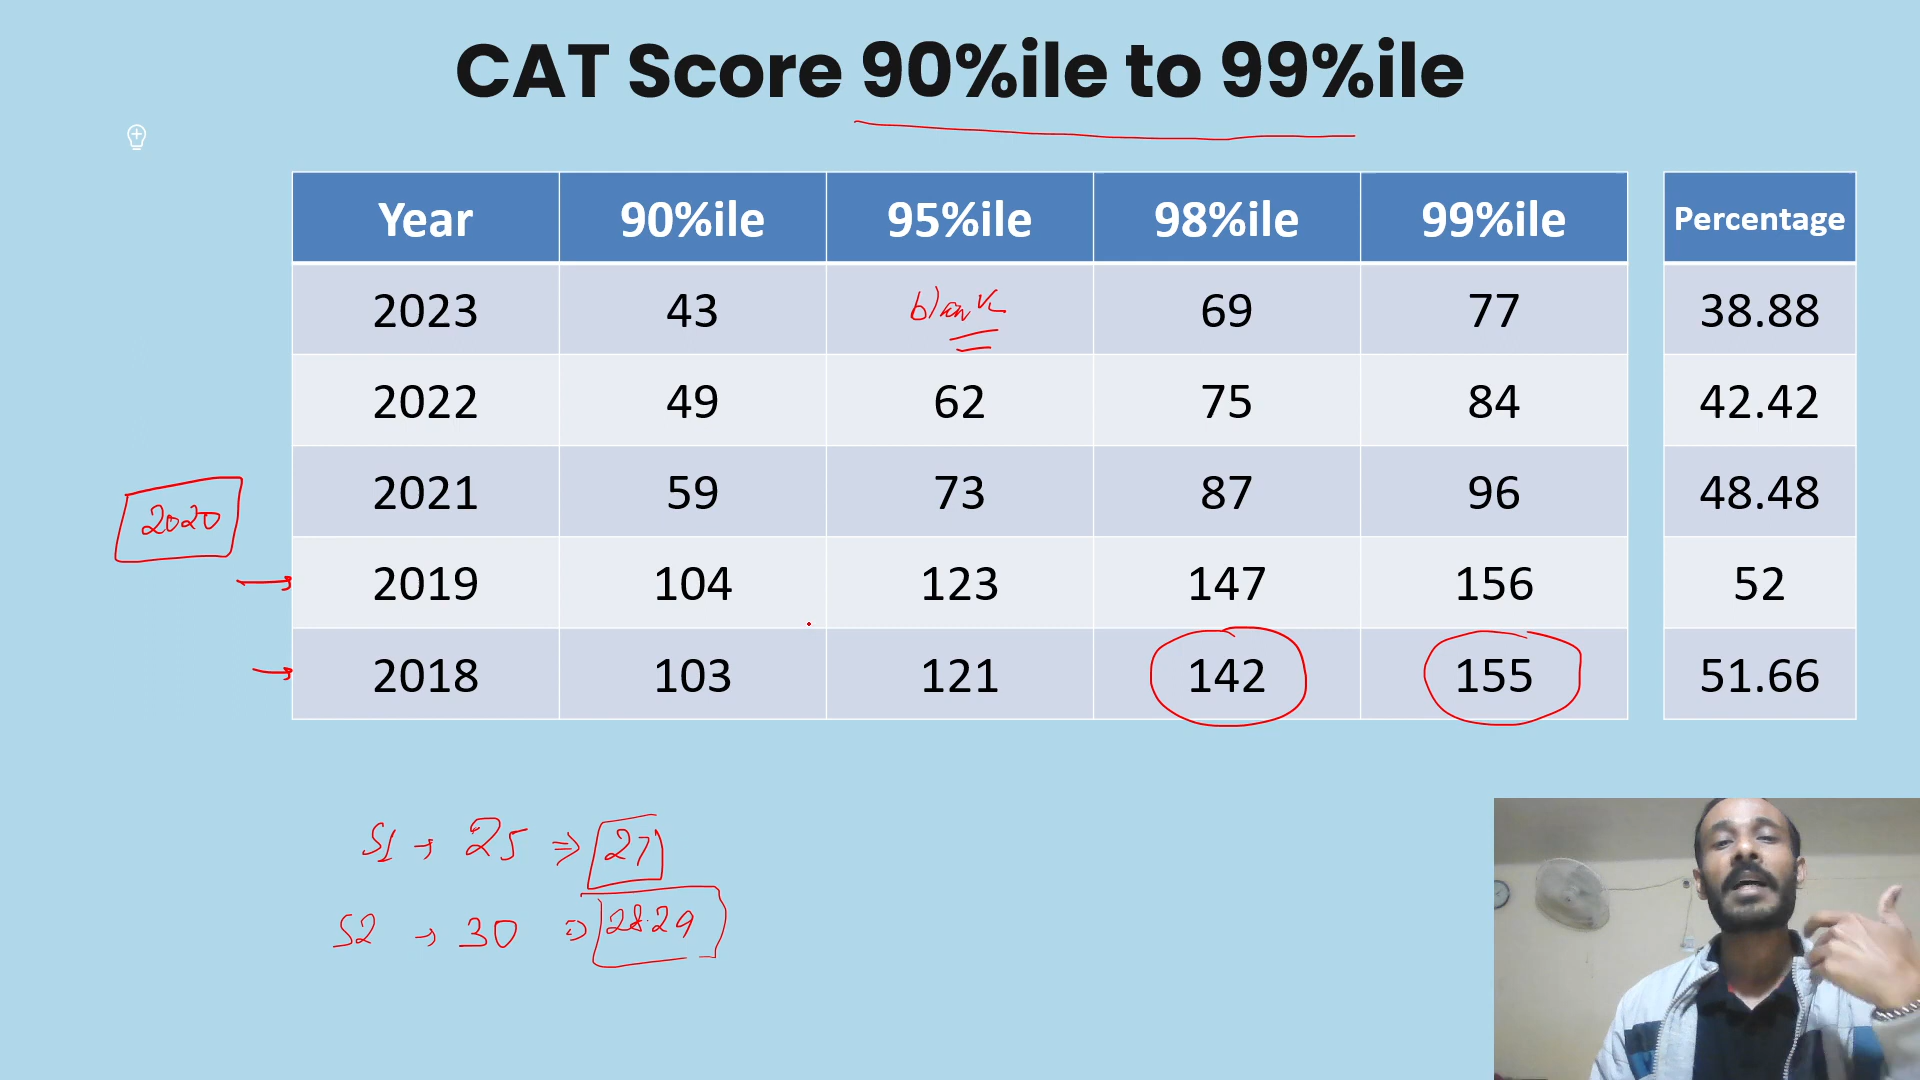 CAT Score 90%ile to 99%ile
Year 90%ile 95%ile 98%ile 99%ile Percentage
2023 43 blank 69 77 38.88
2022 49 62 75 84 42.42
2021 59 73 87 96 48.48
2020
2019 104 123 147 156 52
2018 103 121 142 155 51.66
S1 → 25 ⇒ 27
S2 → 30 ⇒ 28.29